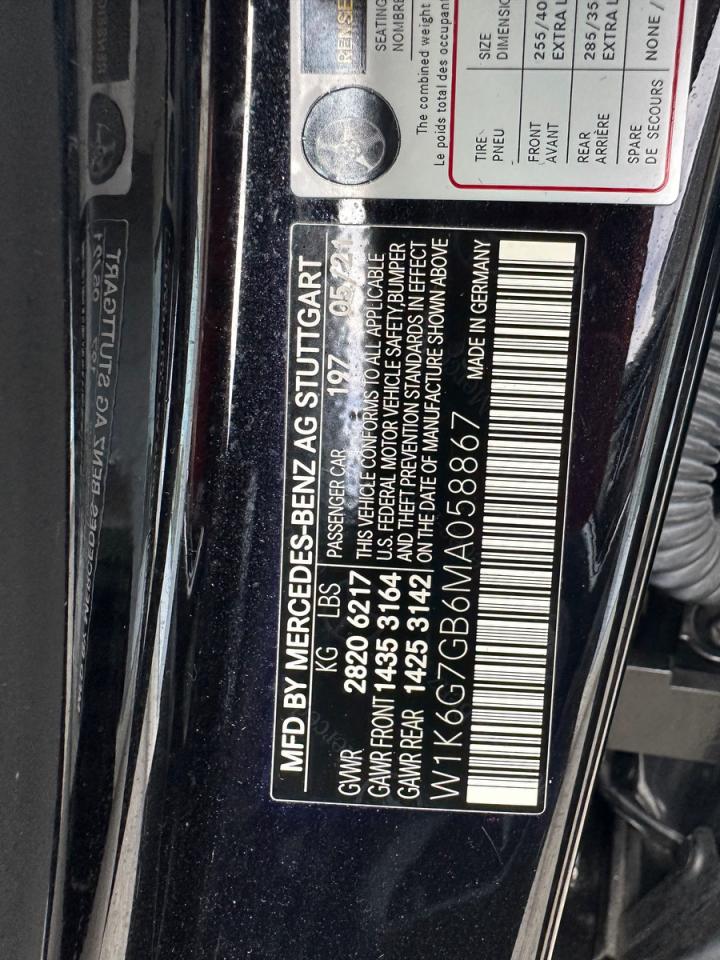 MFD BY MERCEDES-BENZ AG STUTTGART
KG LBS PASSENGER CAR 197 05/21
GVWR 2820 6217
GAWR FRONT 1435 3164
GAWR REAR 1425 3142
THIS VEHICLE CONFORMS TO ALL APPLICABLE
U.S. FEDERAL MOTOR VEHICLE SAFETY,BUMPER
AND THEFT PREVENTION STANDARDS IN EFFECT
ON THE DATE OF MANUFACTURE SHOWN ABOVE
W1K6G7GB6MA058867 MADE IN GERMANY
RENSE
SEATING
NOMBRE
The combined weight
Le poids total des occupant
TIRE SIZE
PNEU DIMENSI
FRONT 255/40
AVANT EXTRA L
REAR 285/35
ARRIÈRE EXTRA L
SPARE NONE /
DE SECOURS